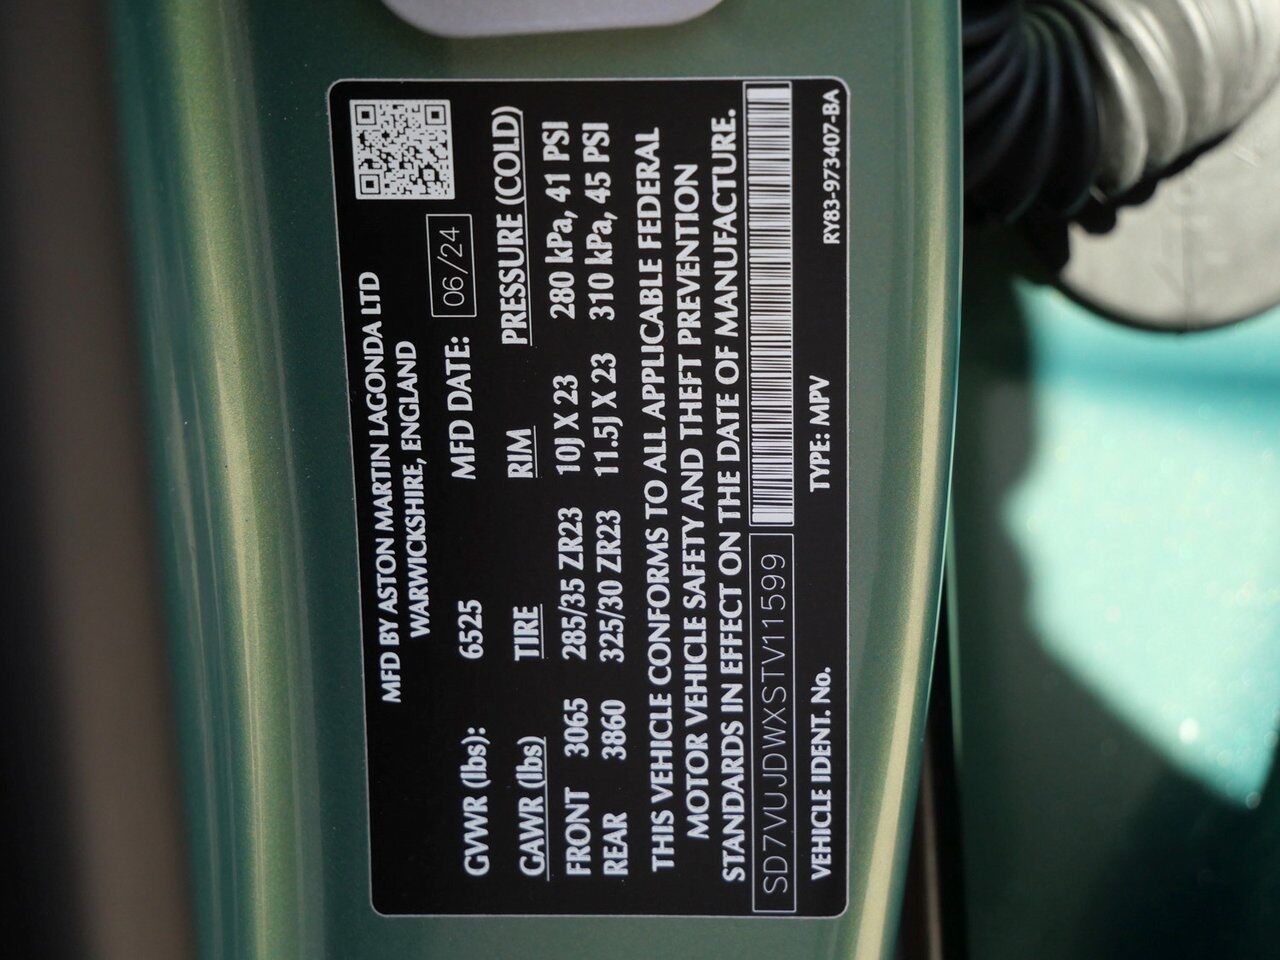 MFD BY ASTON MARTIN LAGONDA LTD
WARWICKSHIRE, ENGLAND
GVWR (lbs): 6525 MFD DATE: 06/24
GAWR (lbs) TIRE RIM PRESSURE (COLD)
FRONT 3065 285/35 ZR23 10J X 23 280 kPa, 41 PSI
REAR 3860 325/30 ZR23 11.5J X 23 310 kPa, 45 PSI
THIS VEHICLE CONFORMS TO ALL APPLICABLE FEDERAL
MOTOR VEHICLE SAFETY AND THEFT PREVENTION
STANDARDS IN EFFECT ON THE DATE OF MANUFACTURE.
SD7VUJDWXSTV11599
VEHICLE IDENT. No. TYPE: MPV RY83-973407-BA